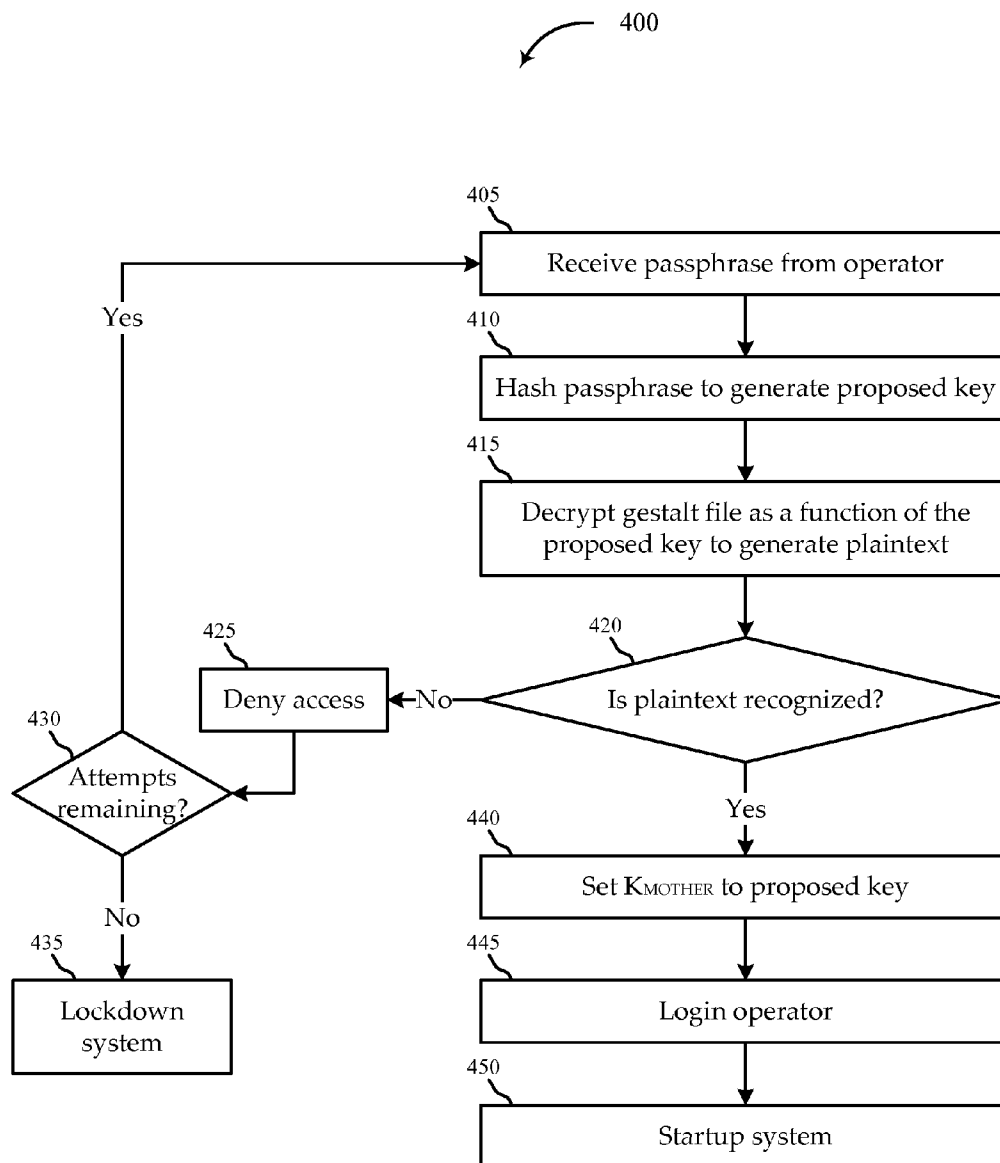 400
405
Receive passphrase from operator
Yes
410
Hash passphrase to generate proposed key
415
Decrypt gestalt file as a function of the
proposed key to generate plaintext
420
Is plaintext recognized?
No
425
Deny access
430
Attempts
remaining?
Yes
440
Set KMOTHER to proposed key
No
435
Lockdown
system
445
Login operator
450
Startup system